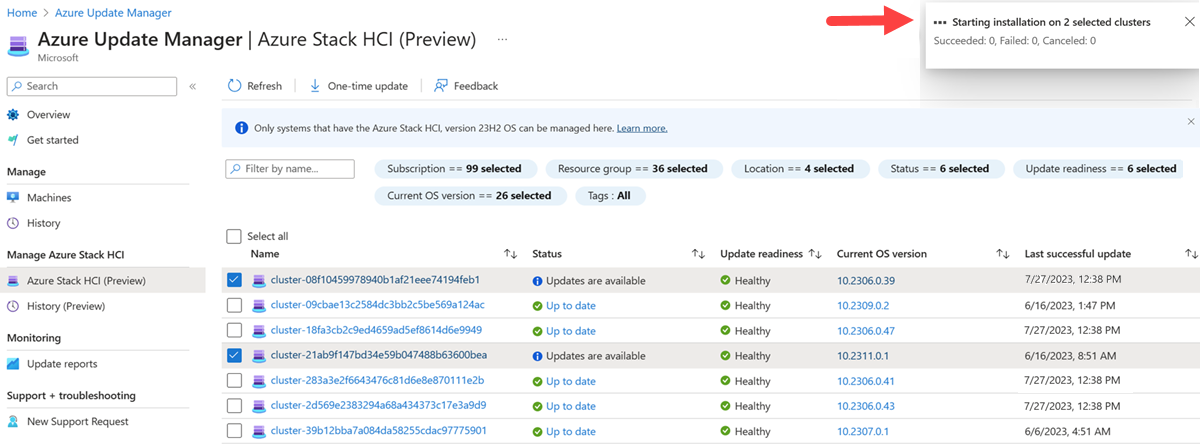 Home > Azure Update Manager
Azure Update Manager | Azure Stack HCI (Preview) ...
Microsoft
Starting installation on 2 selected clusters
Succeeded: 0, Failed: 0, Canceled: 0
Search «
Overview
Get started
Manage
Machines
History
Manage Azure Stack HCI
Azure Stack HCI (Preview)
History (Preview)
Monitoring
Update reports
Support + troubleshooting
New Support Request
Refresh One-time update Feedback
Only systems that have the Azure Stack HCI, version 23H2 OS can be managed here. Learn more.
Filter by name... Subscription == 99 selected Resource group == 36 selected Location == 4 selected Status == 6 selected Update readiness == 6 selected
Current OS version == 26 selected Tags : All
Select all
Name Status Update readiness Current OS version Last successful update
cluster-08f10459978940b1af21eee74194feb1 Updates are available Healthy 10.2306.0.39 7/27/2023, 12:38 PM
cluster-09cbae13c2584dc3bb2c5be569a124ac Up to date Healthy 10.2309.0.2 6/16/2023, 1:47 PM
cluster-18fa3cb2c9ed4659ad5ef8614d6e9949 Up to date Healthy 10.2306.0.47 7/27/2023, 12:38 PM
cluster-21ab9f147bd34e59b047488b63600bea Updates are available Healthy 10.2311.0.1 6/16/2023, 8:51 AM
cluster-283a3e2f6643476c81d6e8e870111e2b Up to date Healthy 10.2306.0.41 7/27/2023, 12:38 PM
cluster-2d569e2383294a68a434373c17e3a9d9 Up to date Healthy 10.2306.0.43 7/27/2023, 12:38 PM
cluster-39b12bba7a084da58255cdac97775901 Up to date Healthy 10.2307.0.1 6/6/2023, 4:51 AM